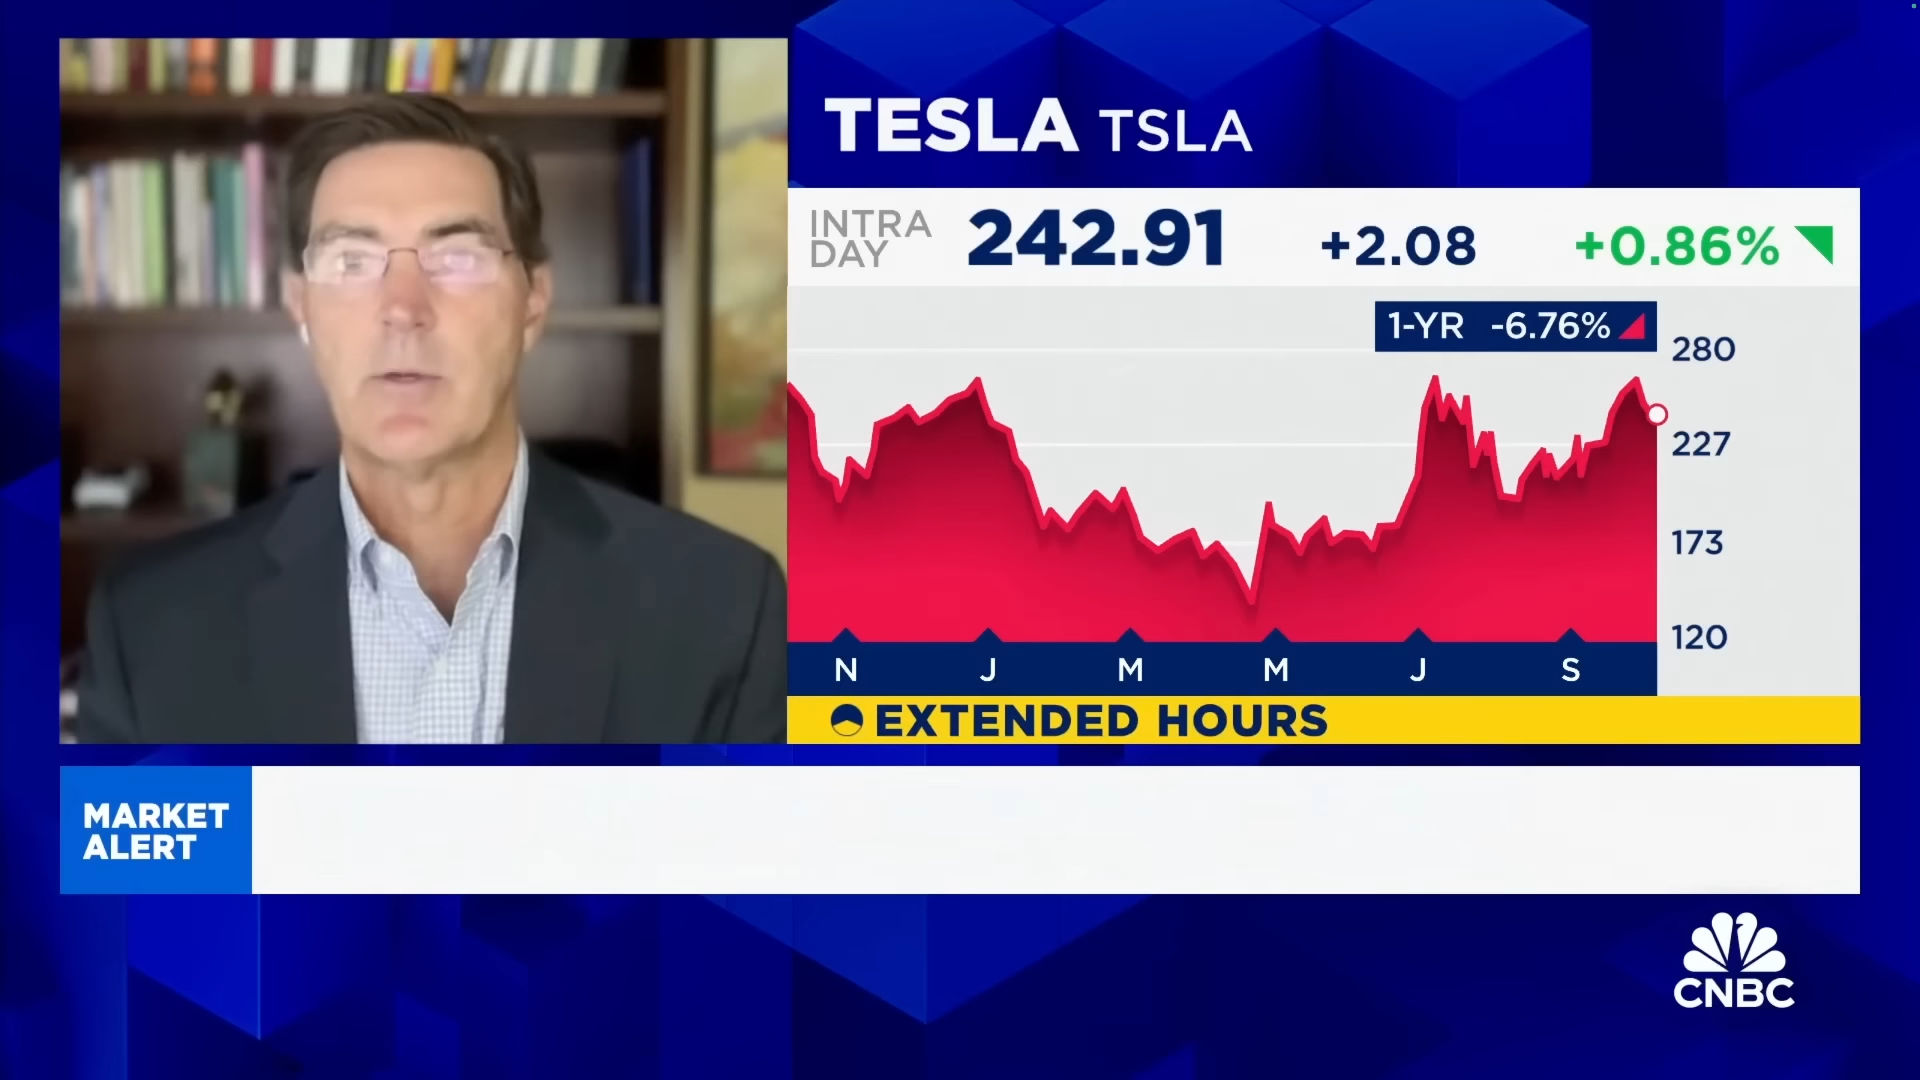 TESLA TSLA
INTRA
DAY
242.91 +2.08 +0.86%
1-YR -6.76%
280
227
173
120
N J M M J S
EXTENDED HOURS
MARKET
ALERT
CNBC